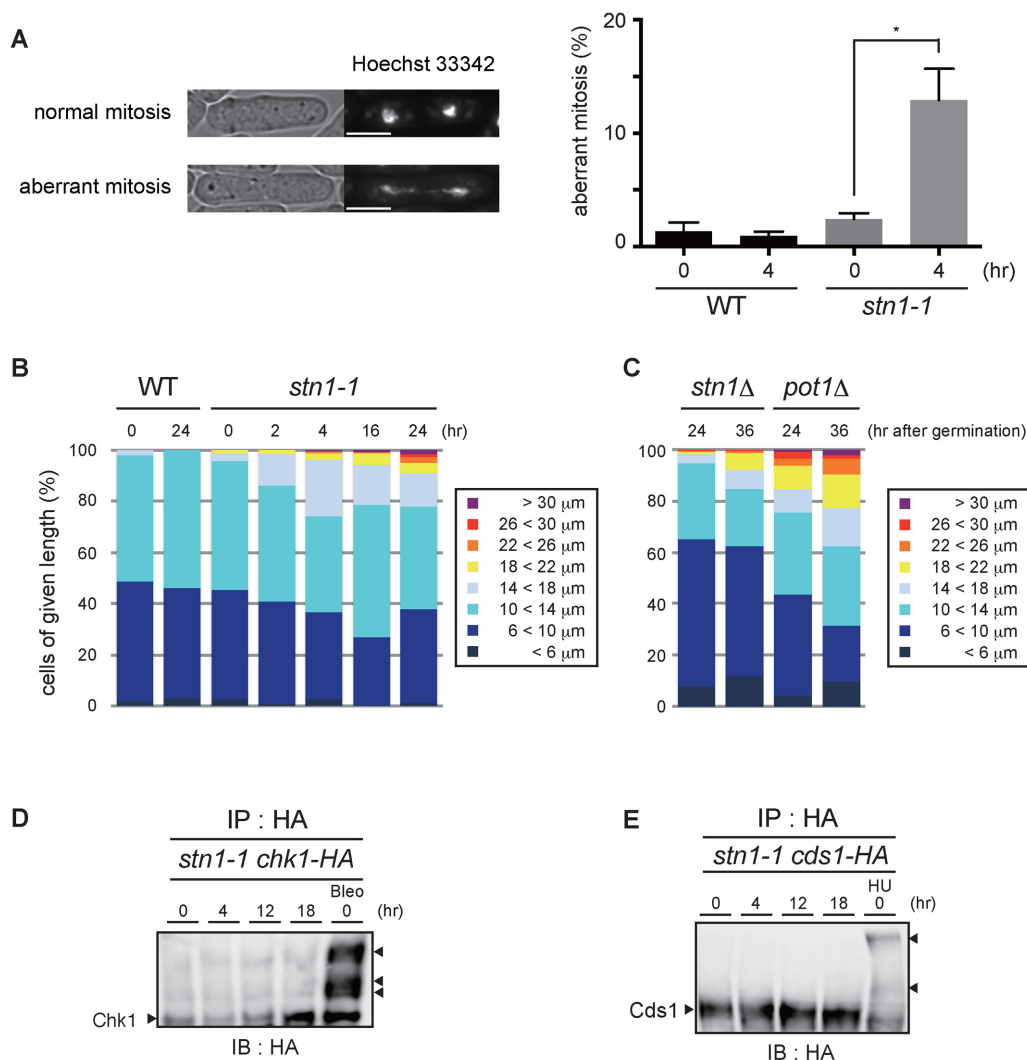 A
Hoechst 33342
normal mitosis
aberrant mitosis
aberrant mitosis (%)
20
10
0
*
0 4 0 4 (hr)
WT stn1-1
B
WT stn1-1
0 24 0 2 4 16 24 (hr)
cells of given length (%)
100
80
60
40
20
0
> 30 μm
26 < 30 μm
22 < 26 μm
18 < 22 μm
14 < 18 μm
10 < 14 μm
6 < 10 μm
< 6 μm
C
stn1Δ pot1Δ
24 36 24 36 (hr after germination)
100
80
60
40
20
0
> 30 μm
26 < 30 μm
22 < 26 μm
18 < 22 μm
14 < 18 μm
10 < 14 μm
6 < 10 μm
< 6 μm
D
IP : HA
stn1-1 chk1-HA
Bleo
0 4 12 18 0 (hr)
Chk1
IB : HA
E
IP : HA
stn1-1 cds1-HA
HU
0 4 12 18 0 (hr)
Cds1
IB : HA